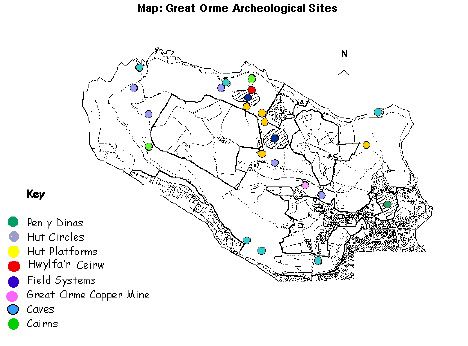 Map: Great Orme Archeological Sites
N
Key
Pen y Dinas
Hut Circles
Hut Platforms
Hwylfa'r Ceirw
Field Systems
Great Orme Copper Mine
Caves
Cairns